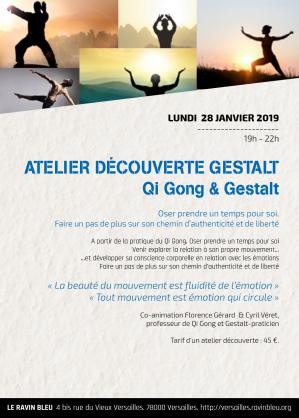 LUNDI 28 JANVIER 2019
--------------------
19h - 22h
ATELIER DÉCOUVERTE GESTALT
Qi Gong & Gestalt
Oser prendre un temps pour soi.
Faire un pas de plus sur son chemin d'authenticité et de liberté
A partir de la pratique du Qi Gong, Oser prendre un temps pour soi
Venir explorer la relation à son propre mouvement...
...et développer sa conscience corporelle en relation avec les émotions
Faire un pas de plus sur son chemin d'authenticité et de liberté
« La beauté du mouvement est fluidité de l'émotion »
« Tout mouvement est émotion qui circule »
Co-animation Florence Gérard & Cyril Véret,
professeur de Qi Gong et Gestalt-praticien
Tarif d'un atelier découverte : 45 €.
LE RAVIN BLEU 4 bis rue du Vieux Versailles. 78000 Versailles. http://versailles.ravinbleu.org